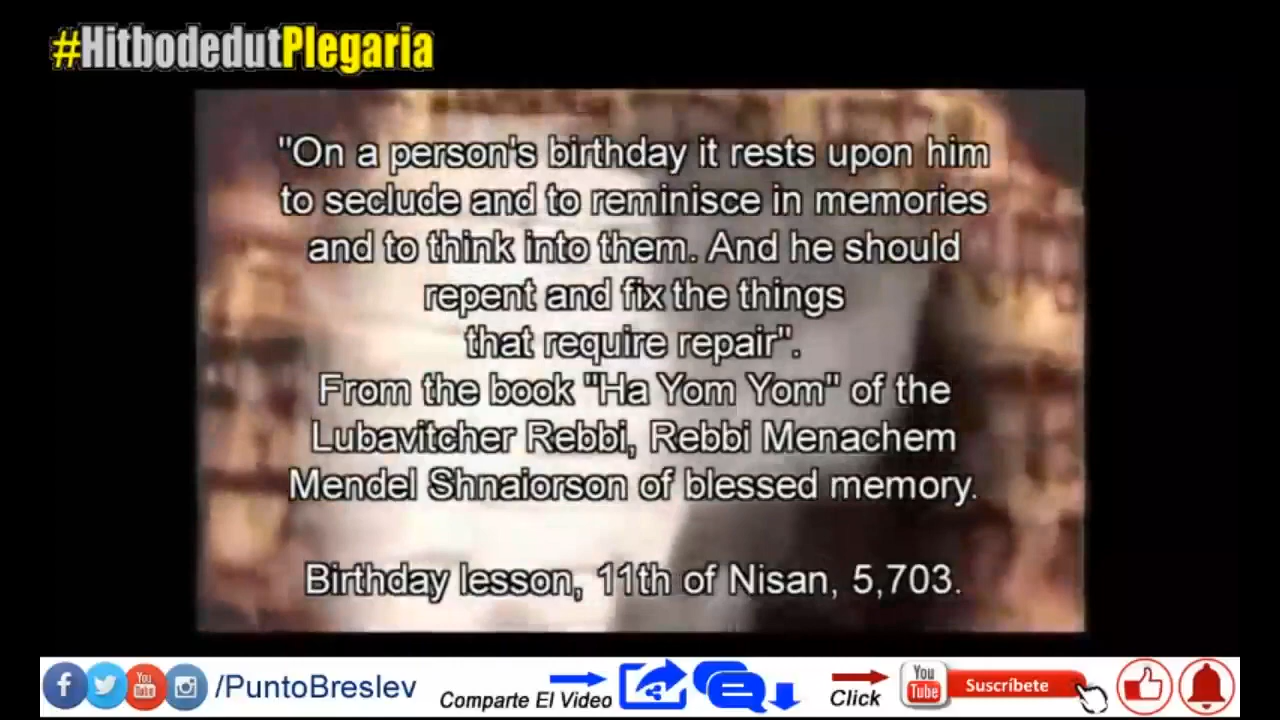 #HitbodedutPlegaria
"On a person's birthday it rests upon him
to seclude and to reminisce in memories
and to think into them. And he should
repent and fix the things
that require repair".
From the book "Ha Yom Yom" of the
Lubavitcher Rebbi, Rebbi Menachem
Mendel Shnaiorson of blessed memory.
Birthday lesson, 11th of Nisan, 5,703.
/PuntoBreslev
Comparte El Video
Click
You
Tube
Suscríbete
You
Tube